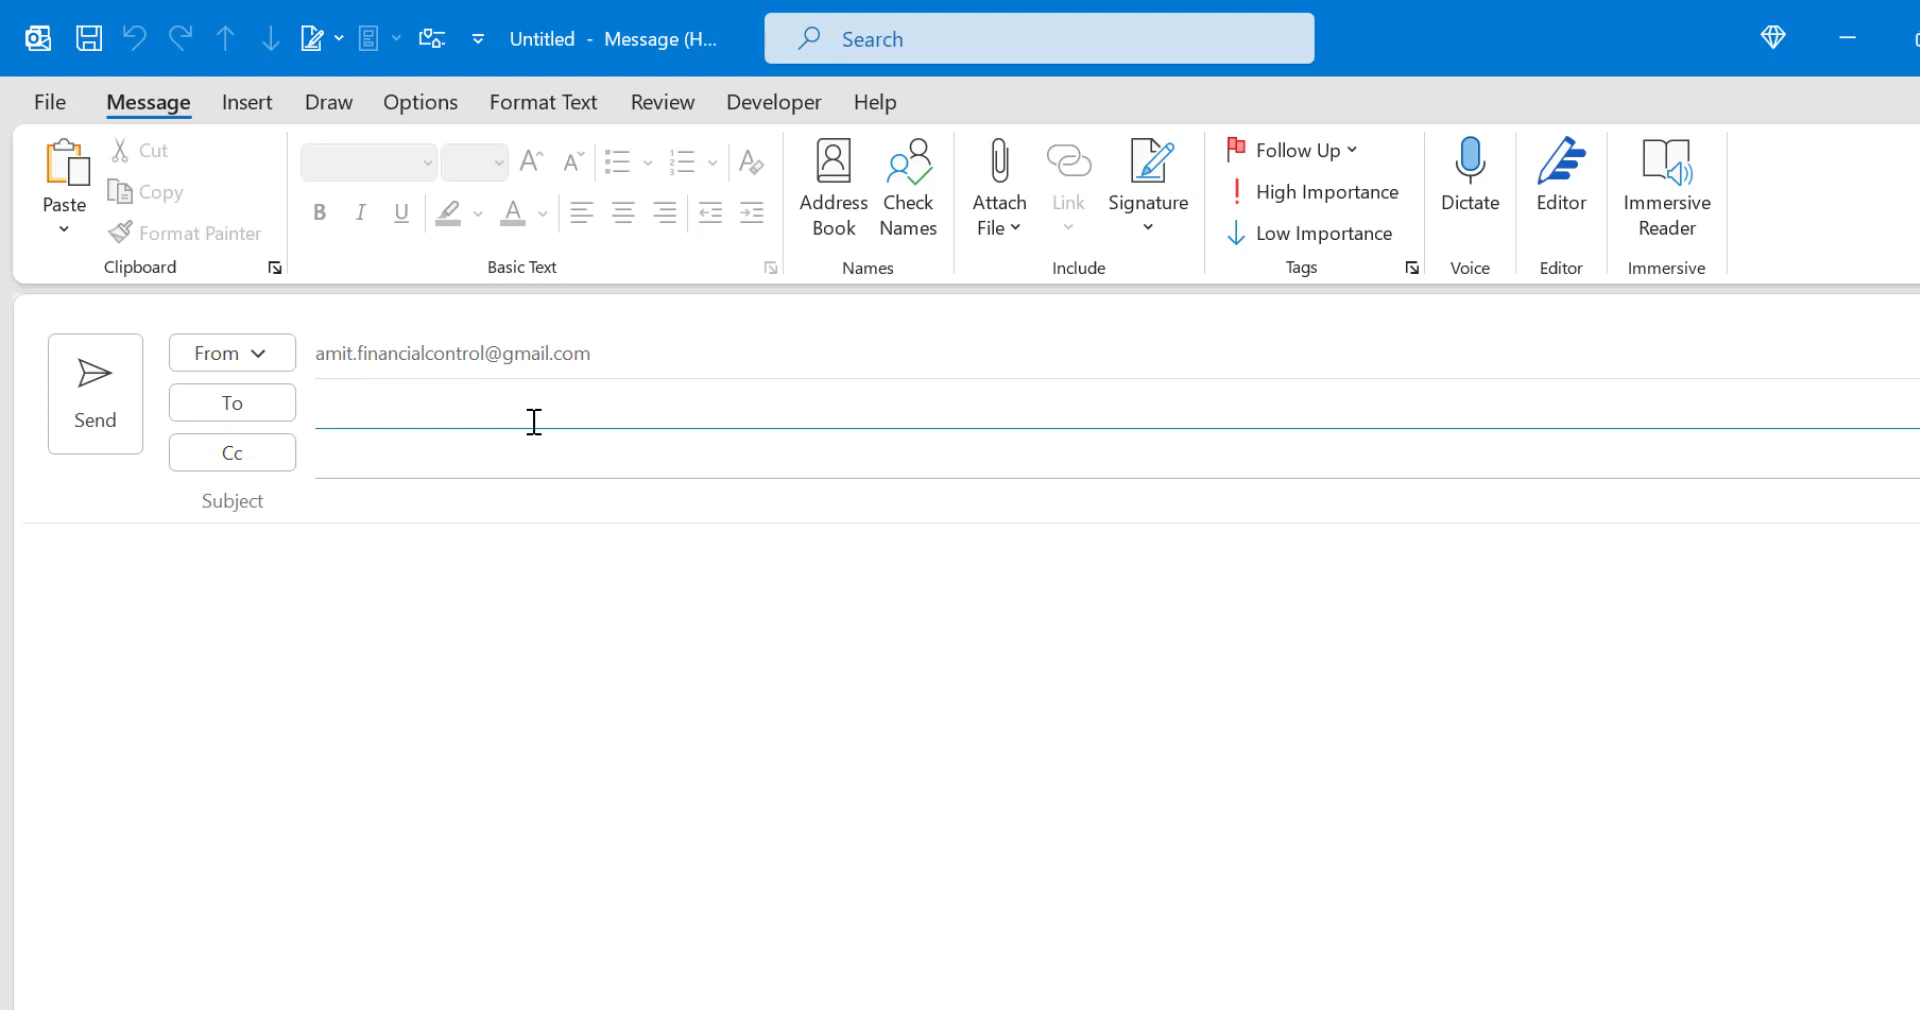 Untitled - Message (H... Search
File Message Insert Draw Options Format Text Review Developer Help
Paste Cut Copy Format Painter
Clipboard
B I U
Basic Text
Address Book Check Names
Names
Attach File Link Signature
Include
Follow Up
High Importance
Low Importance
Tags
Dictate
Voice
Editor
Editor
Immersive Reader
Immersive
Send
From amit.financialcontrol@gmail.com
To
Cc
Subject